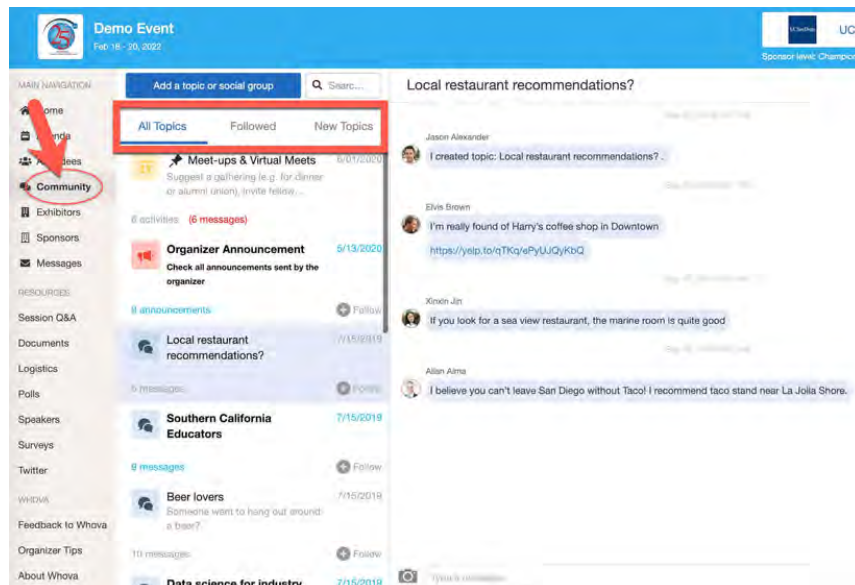 Demo Event
Feb 18 - 20, 2022
UC
Sponsor level: Champion
MAIN NAVIGATION
Home
Agenda
Attendees
Community
Exhibitors
Sponsors
Messages
RESOURCES
Session Q&A
Documents
Logistics
Polls
Speakers
Surveys
Twitter
WHOVA
Feedback to Whova
Organizer Tips
About Whova
Add a topic or social group
Searc...
All Topics Followed New Topics
Meet-ups & Virtual Meets 6/01/2020
Suggest a gathering (e.g. for dinner
or alumni union), invite fellow...
6 activities (6 messages)
Organizer Announcement 5/13/2020
Check all announcements sent by the
organizer
9 announcements Follow
Local restaurant 7/15/2019
recommendations?
messages Follow
Southern California 7/15/2019
Educators
9 messages Follow
Beer lovers 7/15/2019
Someone want to hang out around
a beer?
10 messages Follow
Data science for industry 7/15/2019
Local restaurant recommendations?
Jason Alexander
I created topic: Local restaurant recommendations? .
Elvis Brown
I'm really found of Harry's coffee shop in Downtown
https://yelp.to/qTKq/ePyUJQyKbQ
Xinxin Jin
If you look for a sea view restaurant, the marine room is quite good
Allan Alma
I believe you can't leave San Diego without Taco! I recommend taco stand near La Jolla Shore.
Type a message